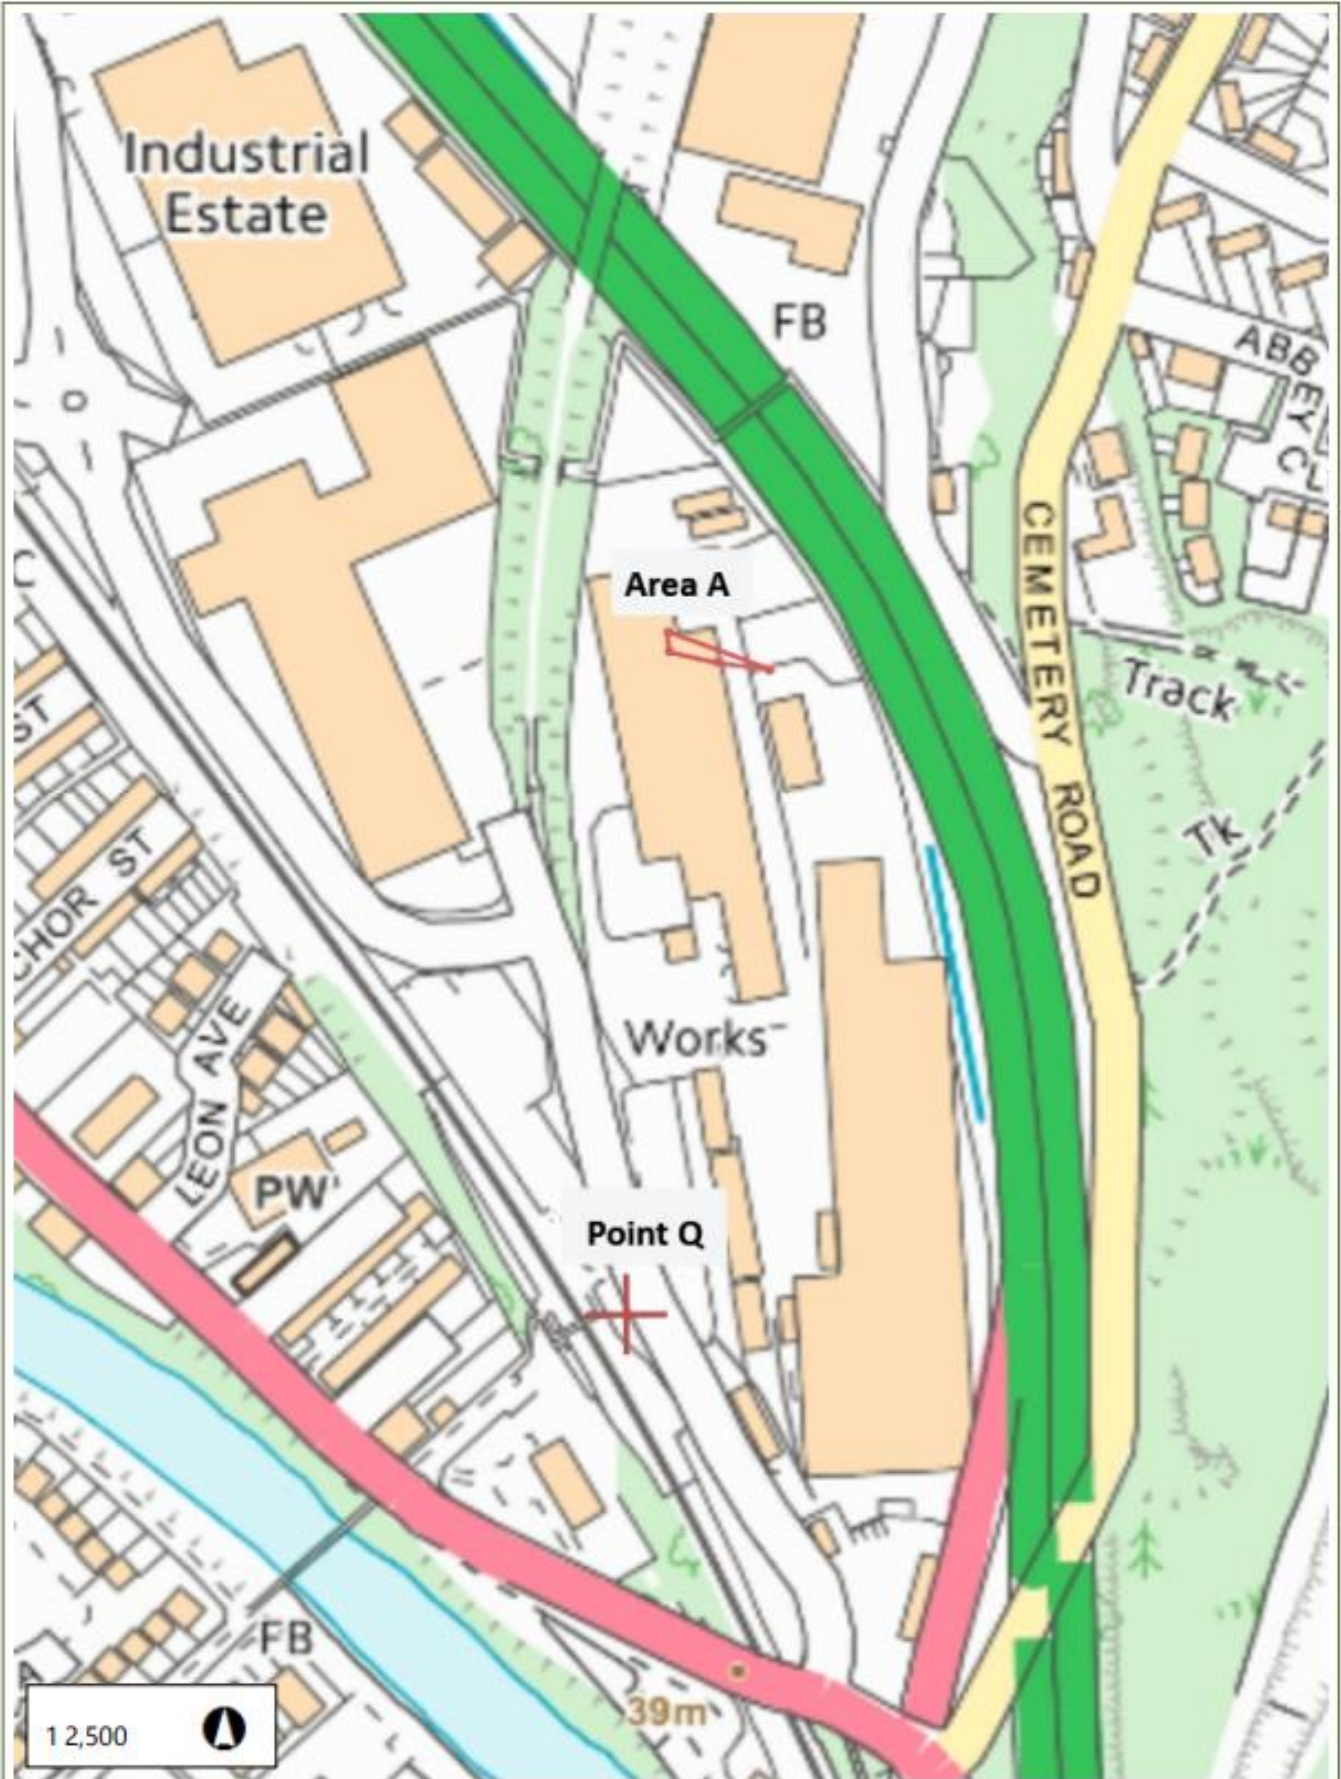 Industrial
Estate
FB
ABBEY CL
C
Area A
CEMETERY ROAD
Track
ST
Tk
CHOR ST
LEON AVE
Works
PW
Point Q
FB
39m
A
1 2,500